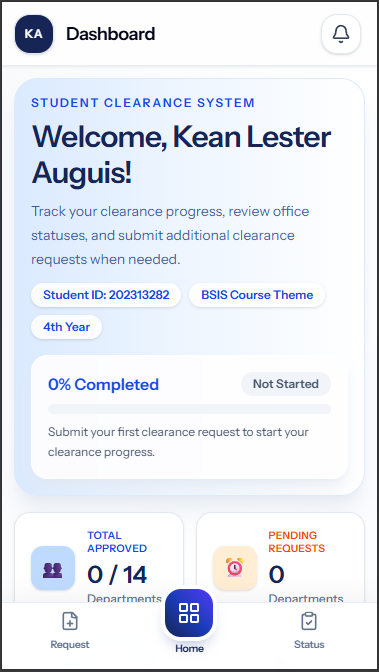 KA
Dashboard
STUDENT CLEARANCE SYSTEM
Welcome, Kean Lester
Auguis!
Track your clearance progress, review office
statuses, and submit additional clearance
requests when needed.
Student ID: 202313282
BSIS Course Theme
4th Year
0% Completed
Not Started
Submit your first clearance request to start your
clearance progress.
TOTAL
APPROVED
0 / 14
Departments
PENDING
REQUESTS
0
Departments
Request
Home
Status